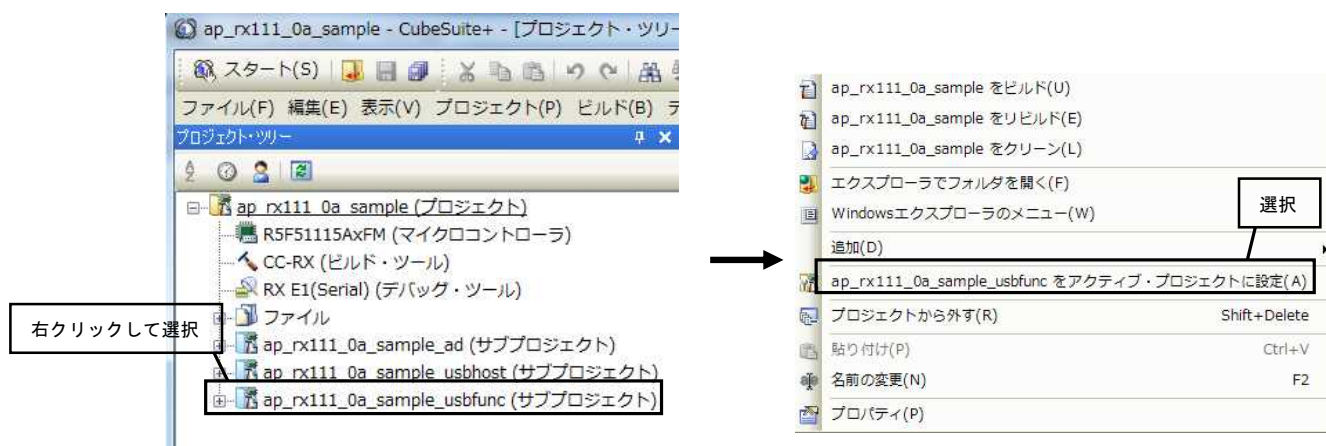 ap_rx111_0a_sample - CubeSuite+ - [プロジェクト・ツリー
スタート(S)
ファイル(F) 編集(E) 表示(V) プロジェクト(P) ビルド(B) デ
プロジェクト・ツリー
ap_rx111_0a_sample (プロジェクト)
R5F51115AxFM (マイクロコントローラ)
CC-RX (ビルド・ツール)
RX E1(Serial) (デバッグ・ツール)
ファイル
ap_rx111_0a_sample_ad (サブプロジェクト)
ap_rx111_0a_sample_usbhost (サブプロジェクト)
ap_rx111_0a_sample_usbfunc (サブプロジェクト)
右クリックして選択
ap_rx111_0a_sample をビルド(U)
ap_rx111_0a_sample をリビルド(E)
ap_rx111_0a_sample をクリーン(L)
エクスプローラでフォルダを開く(F)
Windowsエクスプローラのメニュー(W)
選択
追加(D)
ap_rx111_0a_sample_usbfunc をアクティブ・プロジェクトに設定(A)
プロジェクトから外す(R) Shift+Delete
貼り付け(P) Ctrl+V
名前の変更(N) F2
プロパティ(P)